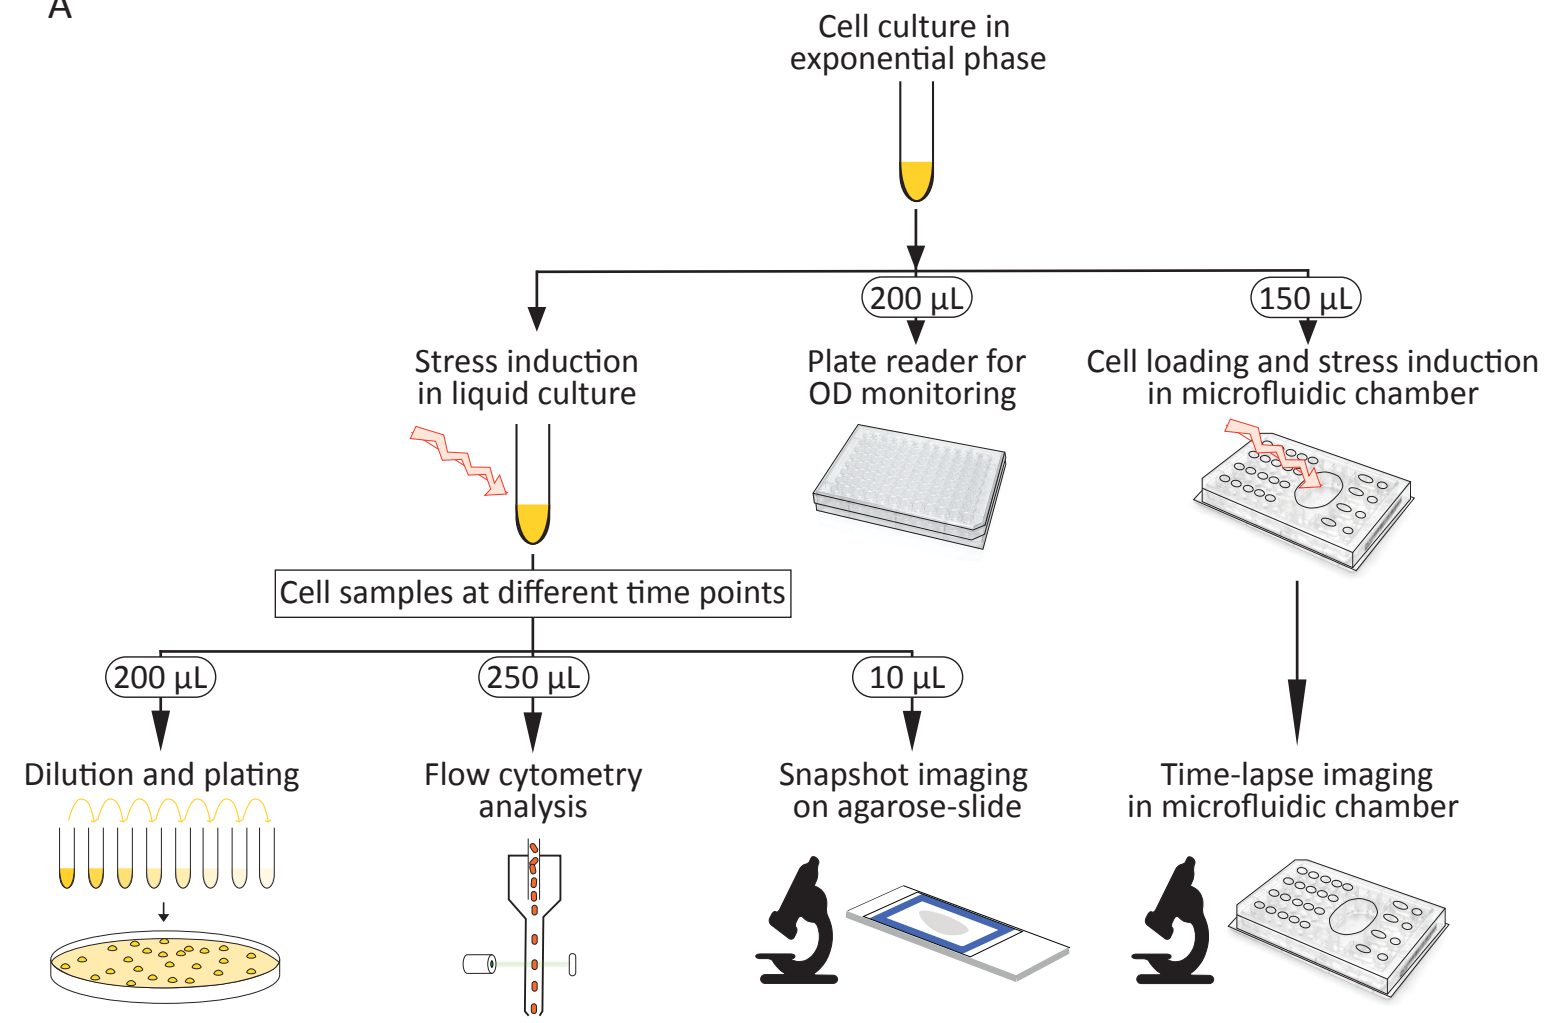 A
Cell culture in
exponential phase
200 µL
150 µL
Stress induction
in liquid culture
Plate reader for
OD monitoring
Cell loading and stress induction
in microfluidic chamber
Cell samples at different time points
200 µL
250 µL
10 µL
Dilution and plating
Flow cytometry
analysis
Snapshot imaging
on agarose-slide
Time-lapse imaging
in microfluidic chamber